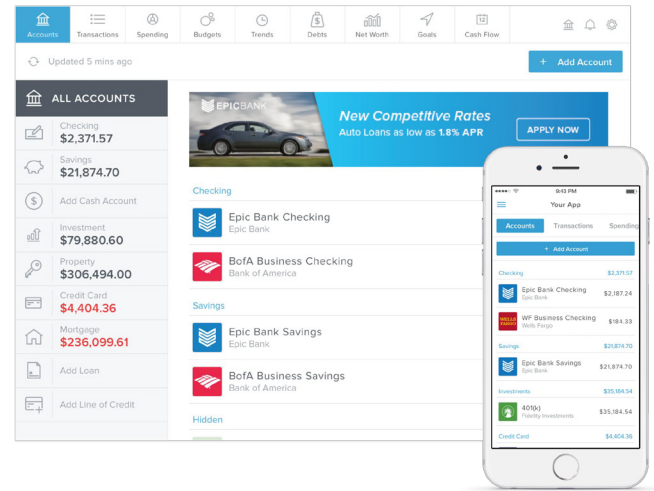 Accounts
Transactions
Spending
Budgets
Trends
Debts
Net Worth
Goals
12
Cash Flow
Updated 5 mins ago
+ Add Account
ALL ACCOUNTS
Checking
$2,371.57
Savings
$21,874.70
Add Cash Account
Investment
$79,880.60
Property
$306,494.00
Credit Card
$4,404.36
Mortgage
$236,099.61
Add Loan
Add Line of Credit
EPICBANK
New Competitive Rates
Auto Loans as low as 1.8% APR
APPLY NOW
Checking
Epic Bank Checking
Epic Bank
BofA Business Checking
Bank of America
Savings
Epic Bank Savings
Epic Bank
BofA Business Savings
Bank of America
Hidden
9:43 PM
Your App
Accounts
Transactions
Spending
+ Add Account
Checking $2,371.57
Epic Bank Checking
Epic Bank
$2,187.24
WELLS FARGO
WF Business Checking
Wells Fargo
$184.33
Savings $21,874.70
Epic Bank Savings
Epic Bank
$21,874.70
Investments $35,184.54
401(k)
Fidelity Investments
$35,184.54
Credit Card $4,404.36